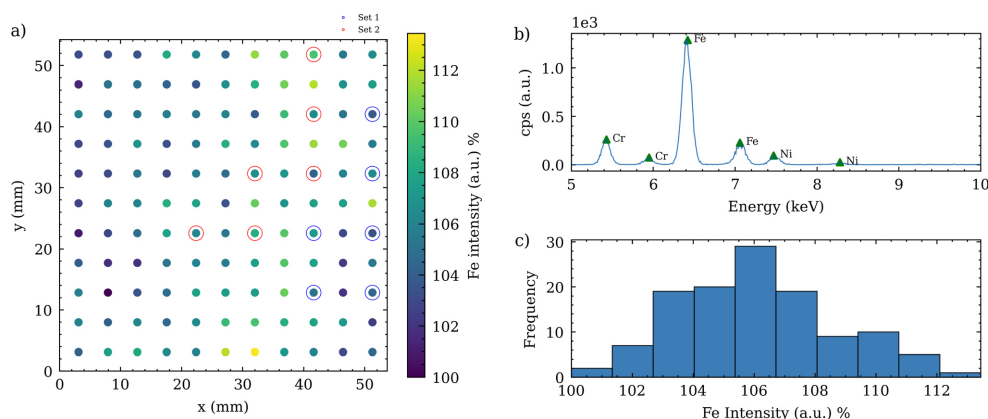 a)
Set 1
Set 2
50
40
30
20
10
0
0
10
20
30
40
50
y (mm)
x (mm)
112
110
108
106
104
102
100
Fe intensity (a.u.) %
b)
1e3
1.0
0.0
cps (a.u.)
Cr
Cr
Fe
Fe
Ni
Ni
5
6
7
8
9
10
Energy (keV)
c)
30
20
10
0
Frequency
100
102
104
106
108
110
112
Fe Intensity (a.u.) %